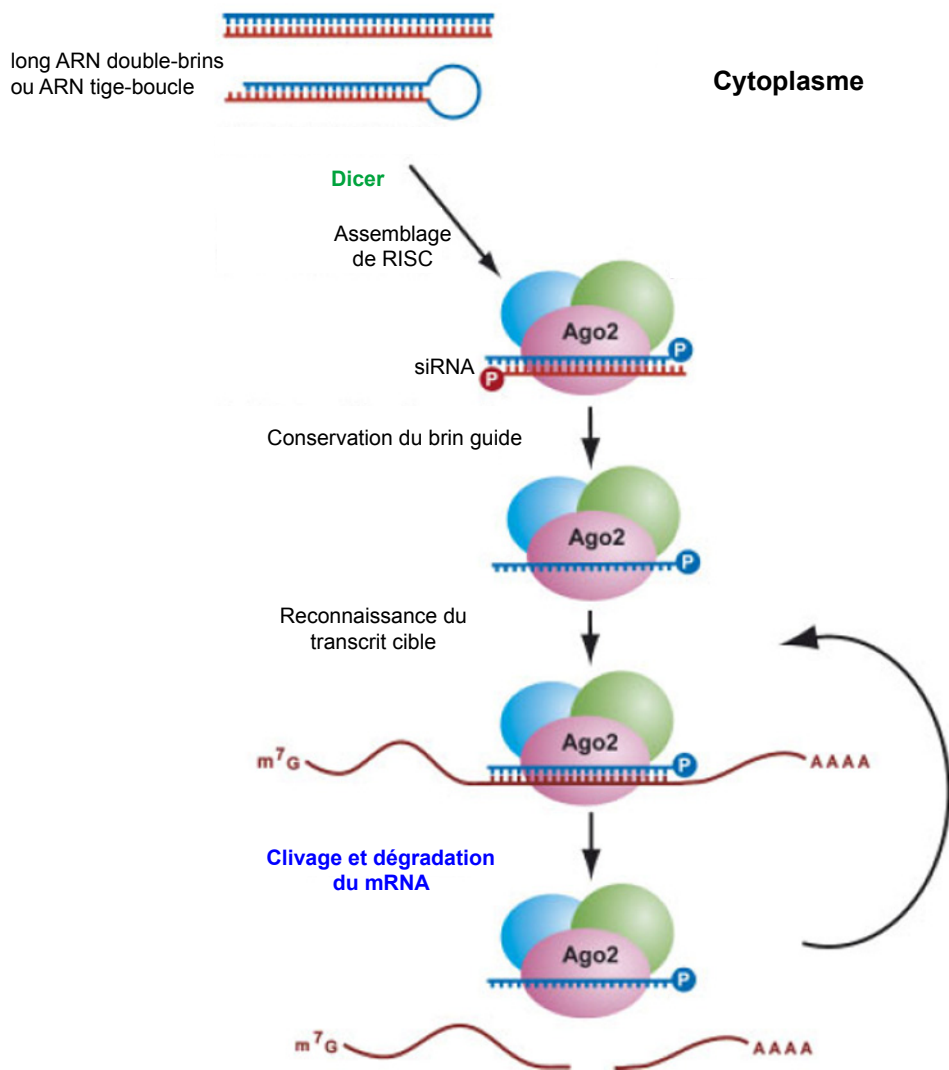 long ARN double-brins
ou ARN tige-boucle
Cytoplasme
Dicer
Assemblage
de RISC
Ago2
P
siRNA
P
Conservation du brin guide
Ago2
P
Reconnaissance du
transcrit cible
Ago2
P
m⁷G
AAAA
Clivage et dégradation
du mRNA
Ago2
P
m⁷G
AAAA